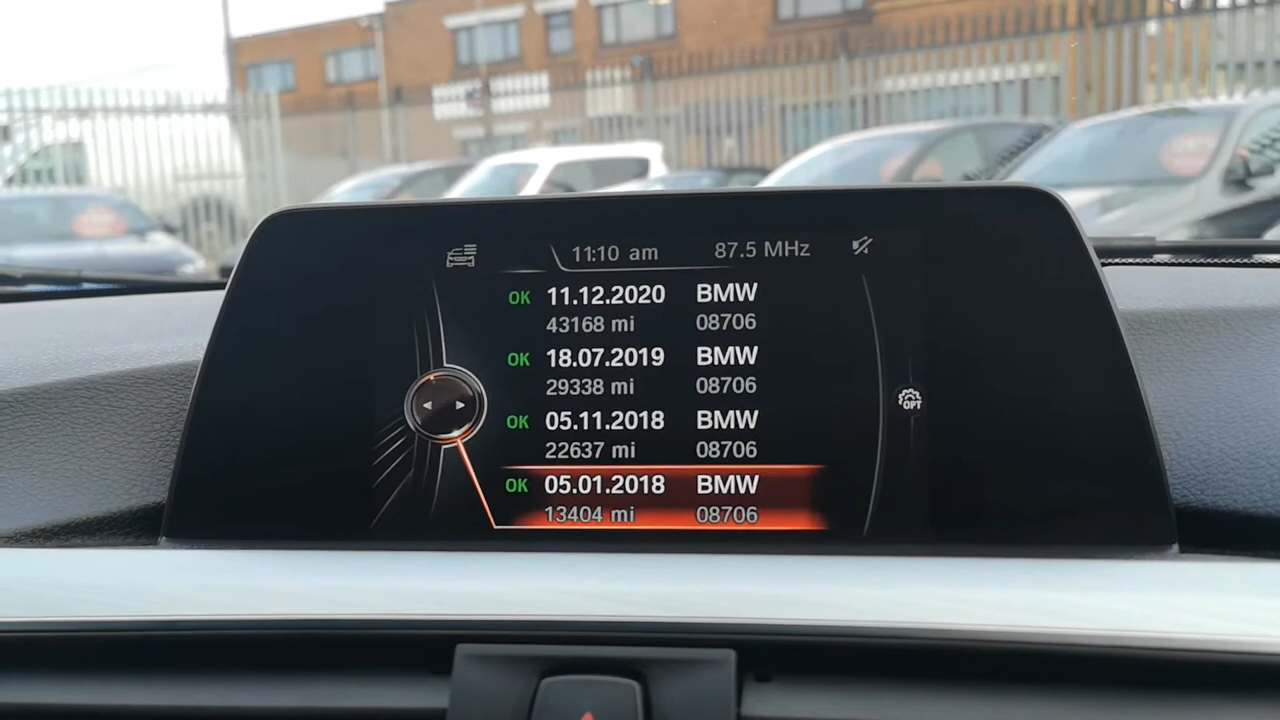 11:10 am 87.5 MHz
OK 11.12.2020 BMW
43168 mi 08706
OK 18.07.2019 BMW
29338 mi 08706
OK 05.11.2018 BMW
22637 mi 08706
OK 05.01.2018 BMW
13404 mi 08706
OPT